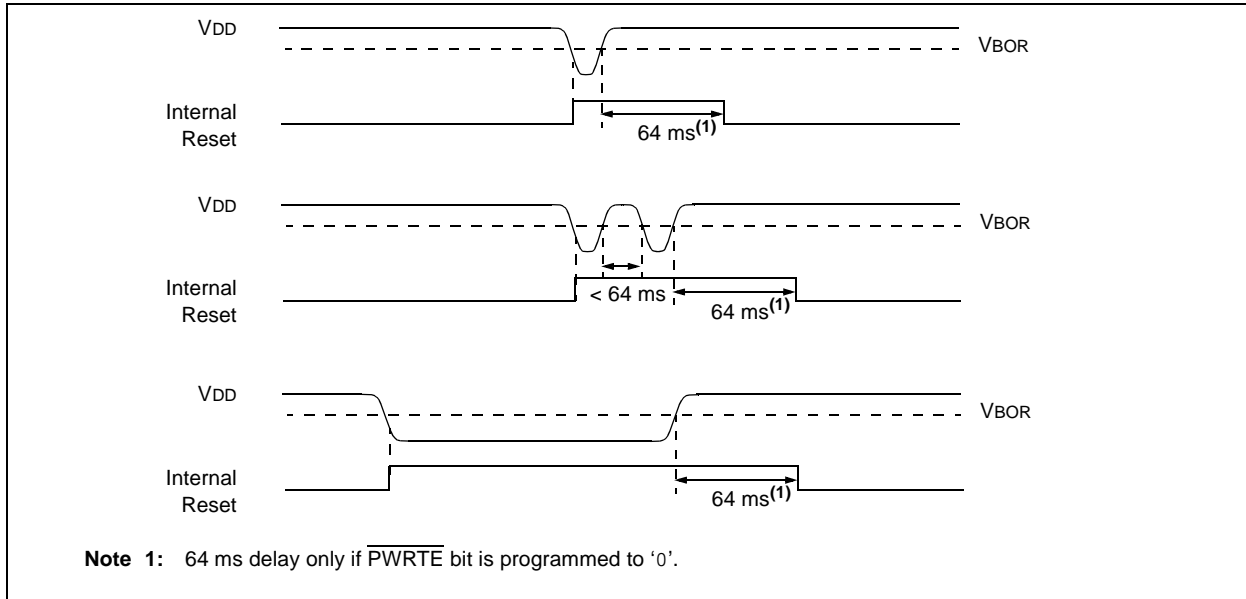 VDD
VBOR
Internal
Reset
64 ms(1)
VDD
VBOR
Internal
Reset
< 64 ms
64 ms(1)
VDD
VBOR
Internal
Reset
64 ms(1)
Note 1: 64 ms delay only if PWRTE bit is programmed to ‘0’.